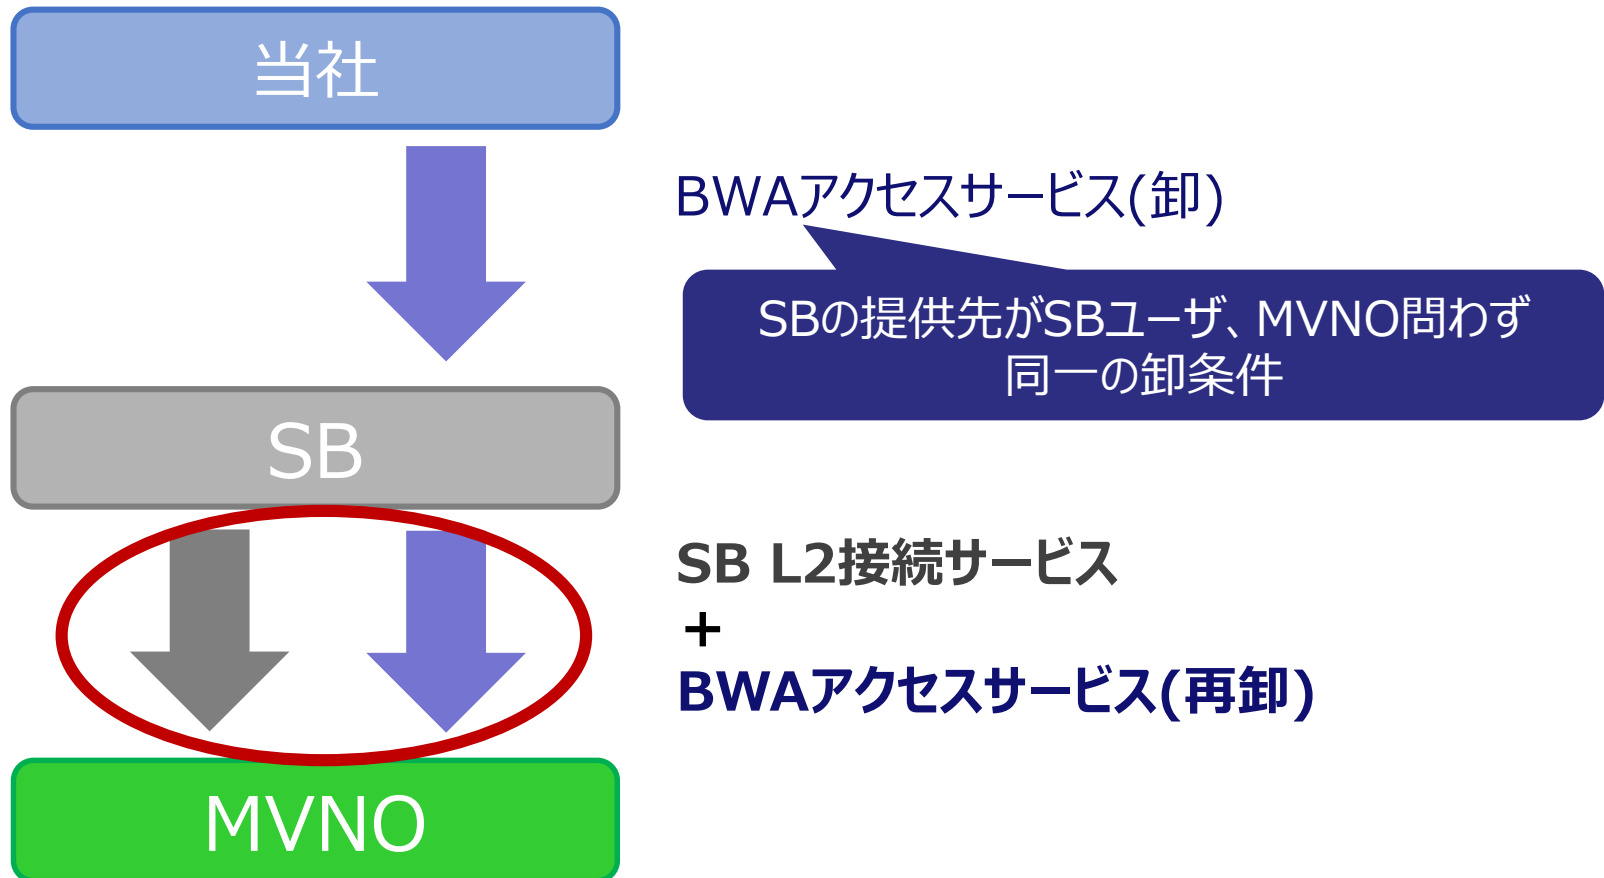 当社
BWAアクセスサービス(卸)
SBの提供先がSBユーザ、MVNO問わず
同一の卸条件
SB
SB L2接続サービス
+
BWAアクセスサービス(再卸)
MVNO